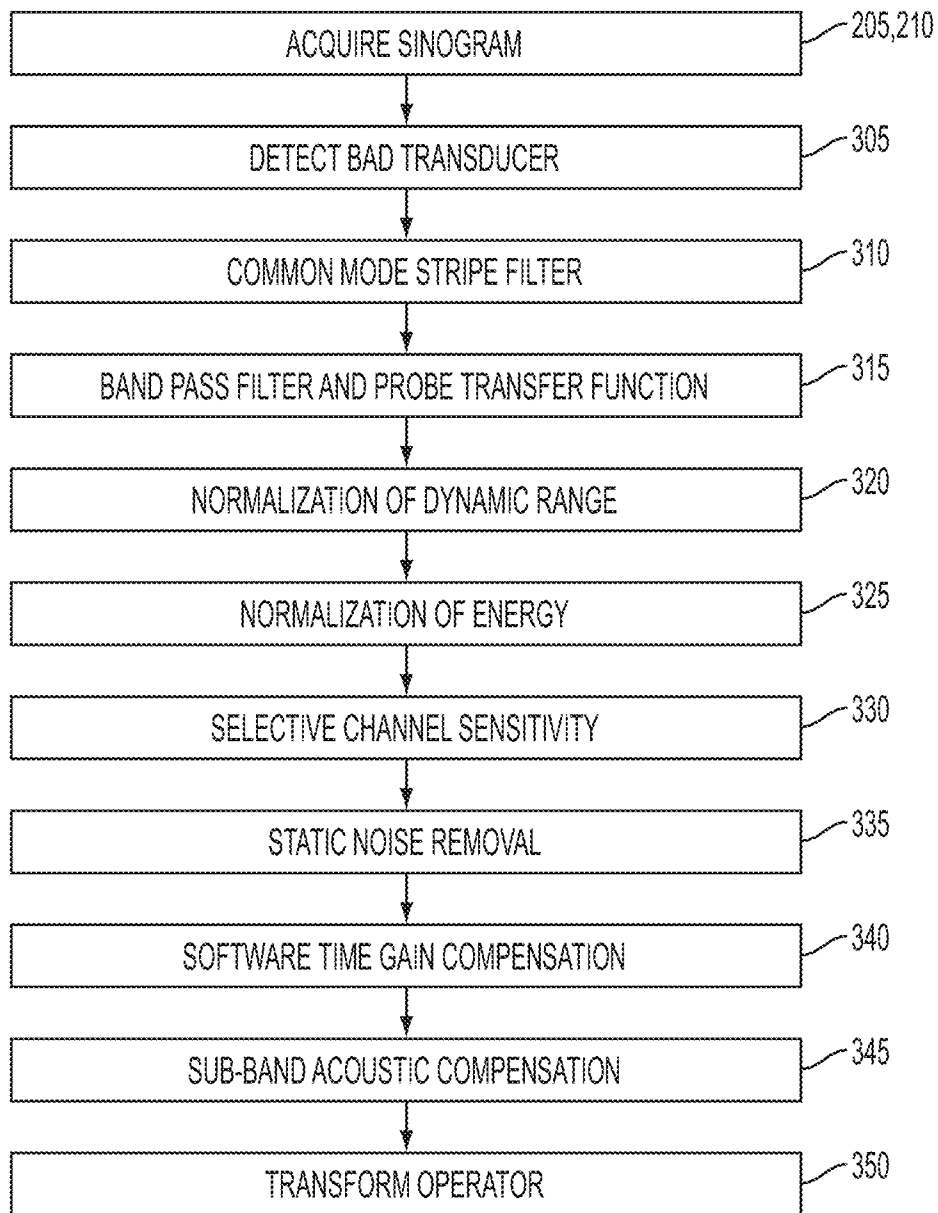 ACQUIRE SINOGRAM 205,210
DETECT BAD TRANSDUCER 305
COMMON MODE STRIPE FILTER 310
BAND PASS FILTER AND PROBE TRANSFER FUNCTION 315
NORMALIZATION OF DYNAMIC RANGE 320
NORMALIZATION OF ENERGY 325
SELECTIVE CHANNEL SENSITIVITY 330
STATIC NOISE REMOVAL 335
SOFTWARE TIME GAIN COMPENSATION 340
SUB-BAND ACOUSTIC COMPENSATION 345
TRANSFORM OPERATOR 350